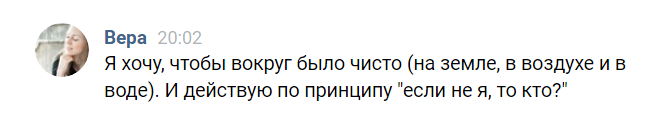 Вера 20:02
Я хочу, чтобы вокруг было чисто (на земле, в воздухе и в
воде). И действую по принципу "если не я, то кто?"